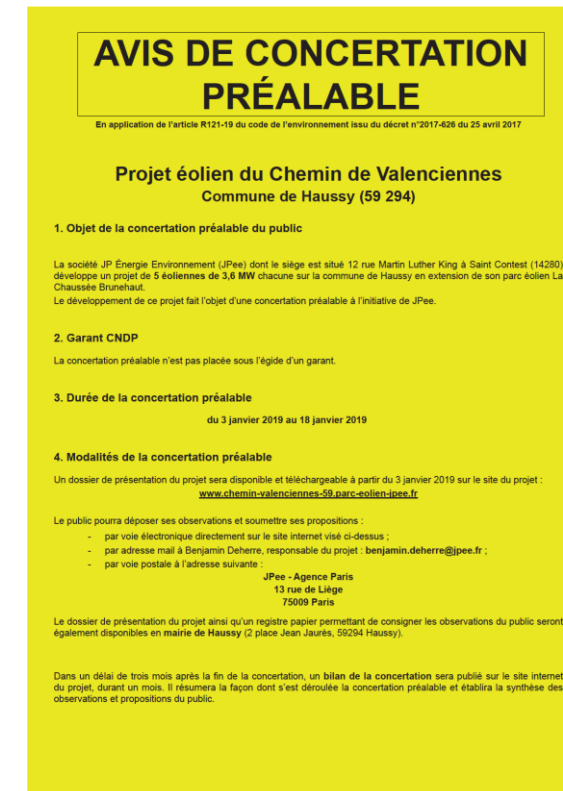 AVIS DE CONCERTATION
PRÉALABLE
En application de l'article R121-19 du code de l'environnement issu du décret n°2017-626 du 25 avril 2017
Projet éolien du Chemin de Valenciennes
Commune de Haussy (59 294)
1. Objet de la concertation préalable du public
La société JP Énergie Environnement (JPee) dont le siège est situé 12 rue Martin Luther King à Saint Contest (14280)
développe un projet de 5 éoliennes de 3,6 MW chacune sur la commune de Haussy en extension de son parc éolien La
Chaussée Brunehaut.
Le développement de ce projet fait l'objet d'une concertation préalable à l'initiative de JPee.
2. Garant CNDP
La concertation préalable n'est pas placée sous l'égide d'un garant.
3. Durée de la concertation préalable
du 3 janvier 2019 au 18 janvier 2019
4. Modalités de la concertation préalable
Un dossier de présentation du projet sera disponible et téléchargeable à partir du 3 janvier 2019 sur le site du projet :
www.chemin-valenciennes-59.parc-eolien-jpee.fr
Le public pourra déposer ses observations et soumettre ses propositions :
- par voie électronique directement sur le site internet visé ci-dessus ;
- par adresse mail à Benjamin Deherre, responsable du projet : benjamin.deherre@jpee.fr ;
- par voie postale à l'adresse suivante :
JPee - Agence Paris
13 rue de Liège
75009 Paris
Le dossier de présentation du projet ainsi qu'un registre papier permettant de consigner les observations du public seront
également disponibles en mairie de Haussy (2 place Jean Jaurès, 59294 Haussy).
Dans un délai de trois mois après la fin de la concertation, un bilan de la concertation sera publié sur le site internet
du projet, durant un mois. Il résumera la façon dont s'est déroulée la concertation préalable et établira la synthèse des
observations et propositions du public.